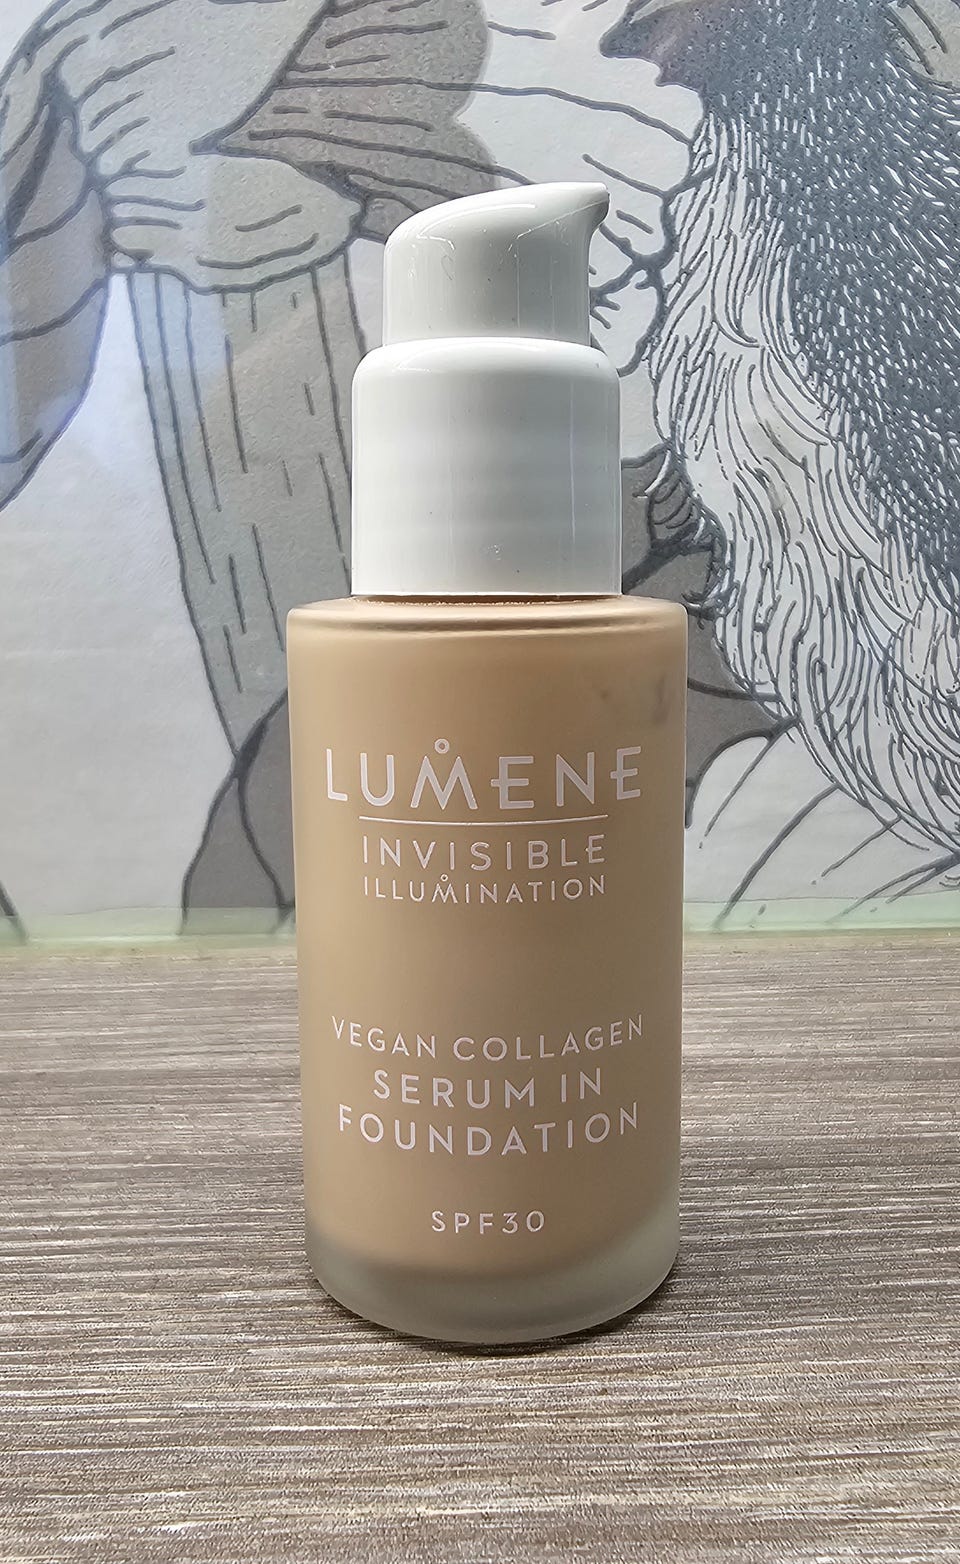 LUMENE
INVISIBLE
ILLUMINATION
VEGAN COLLAGEN
SERUM IN
FOUNDATION
SPF30